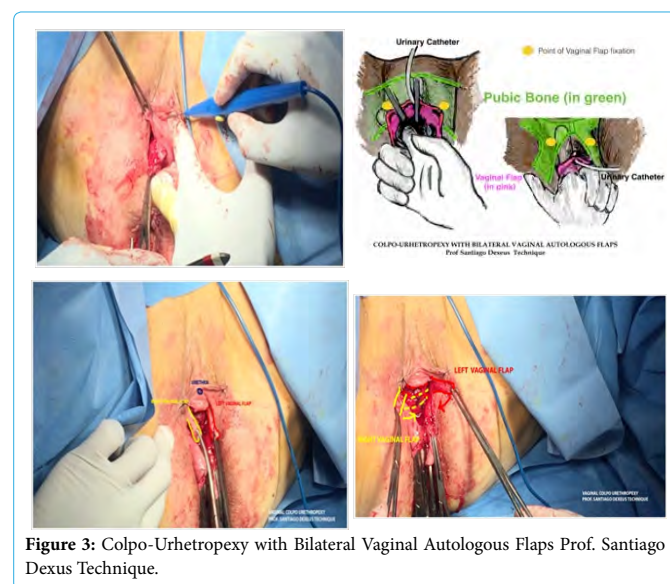 Urinary Catheter
Point of Vaginal Flap fixation
Pubic Bone (in green)
Vaginal Flap
(in pink)
Urinary Catheter
COLPO-URHETROPEXY WITH BILATERAL VAGINAL AUTOLOGOUS FLAPS
Prof Santiago Dexeus Technique
URETHRA
LEFT VAGINAL FLAP
VAGINAL COLPO URETHROPEXY
PROF. SANTIAGO DEXEUS TECHNIQUE
LEFT VAGINAL FLAP
RIGHT VAGINAL FLAP
VAGINAL COLPO URETHROPEXY
PROF. SANTIAGO DEXEUS TECHNIQUE
Figure 3: Colpo-Urhetropexy with Bilateral Vaginal Autologous Flaps Prof. Santiago
Dexus Technique.